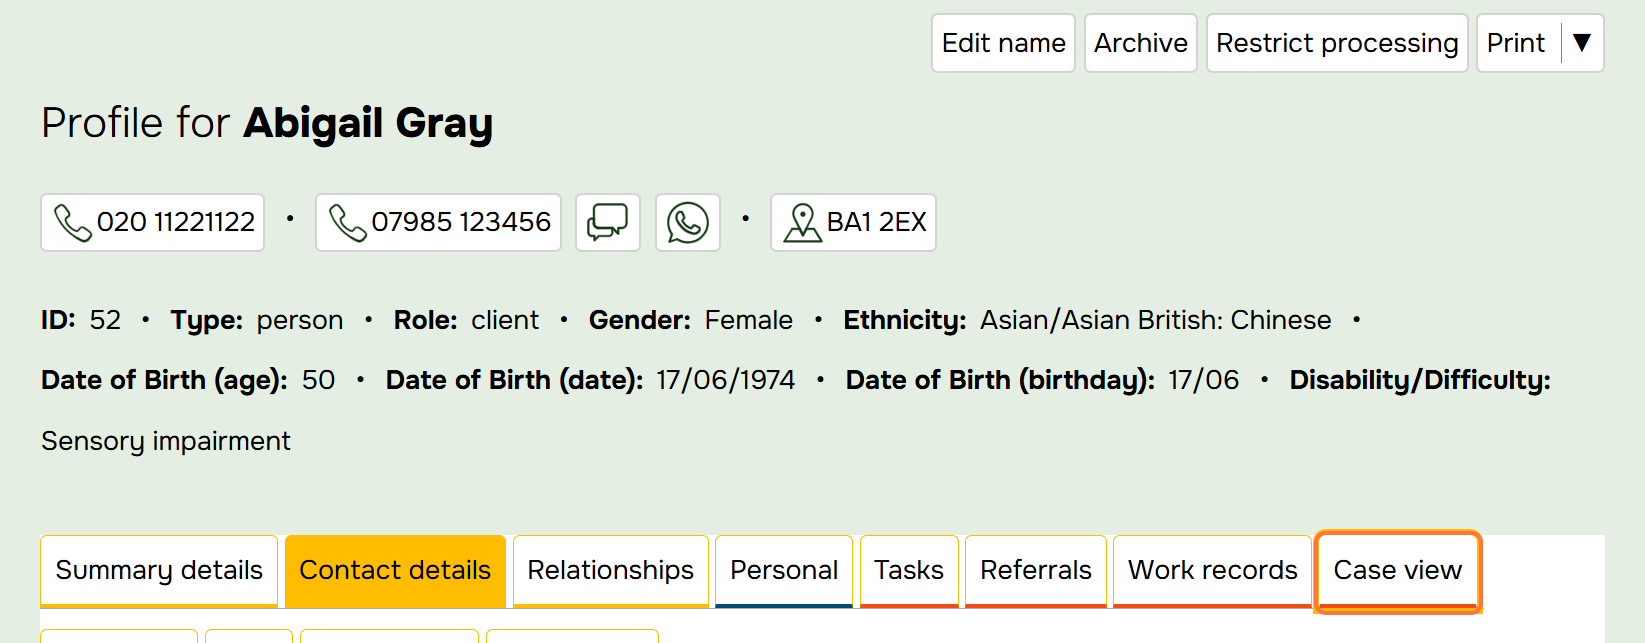 Edit name Archive Restrict processing Print ▼
Profile for Abigail Gray
020 11221122 • 07985 123456 • BA1 2EX
ID: 52 • Type: person • Role: client • Gender: Female • Ethnicity: Asian/Asian British: Chinese •
Date of Birth (age): 50 • Date of Birth (date): 17/06/1974 • Date of Birth (birthday): 17/06 • Disability/Difficulty:
Sensory impairment
Summary details Contact details Relationships Personal Tasks Referrals Work records Case view